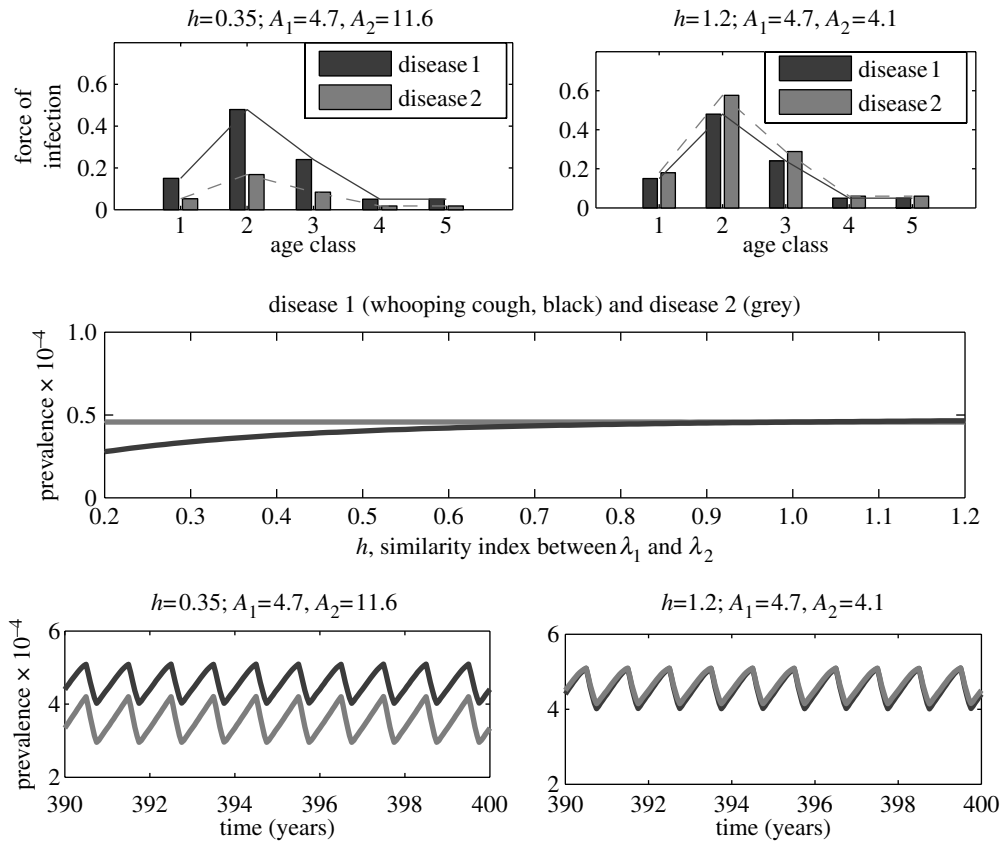 h=0.35; A1=4.7, A2=11.6
force of infection
0.6
0.4
0.2
0
disease 1
disease 2
1 2 3 4 5
age class
h=1.2; A1=4.7, A2=4.1
0.6
0.4
0.2
0
disease 1
disease 2
1 2 3 4 5
age class
disease 1 (whooping cough, black) and disease 2 (grey)
prevalence × 10⁻⁴
1.0
0.5
0
0.2 0.3 0.4 0.5 0.6 0.7 0.8 0.9 1.0 1.1 1.2
h, similarity index between λ1 and λ2
h=0.35; A1=4.7, A2=11.6
prevalence × 10⁻⁴
6
4
2
390 392 394 396 398 400
time (years)
h=1.2; A1=4.7, A2=4.1
6
4
2
390 392 394 396 398 400
time (years)